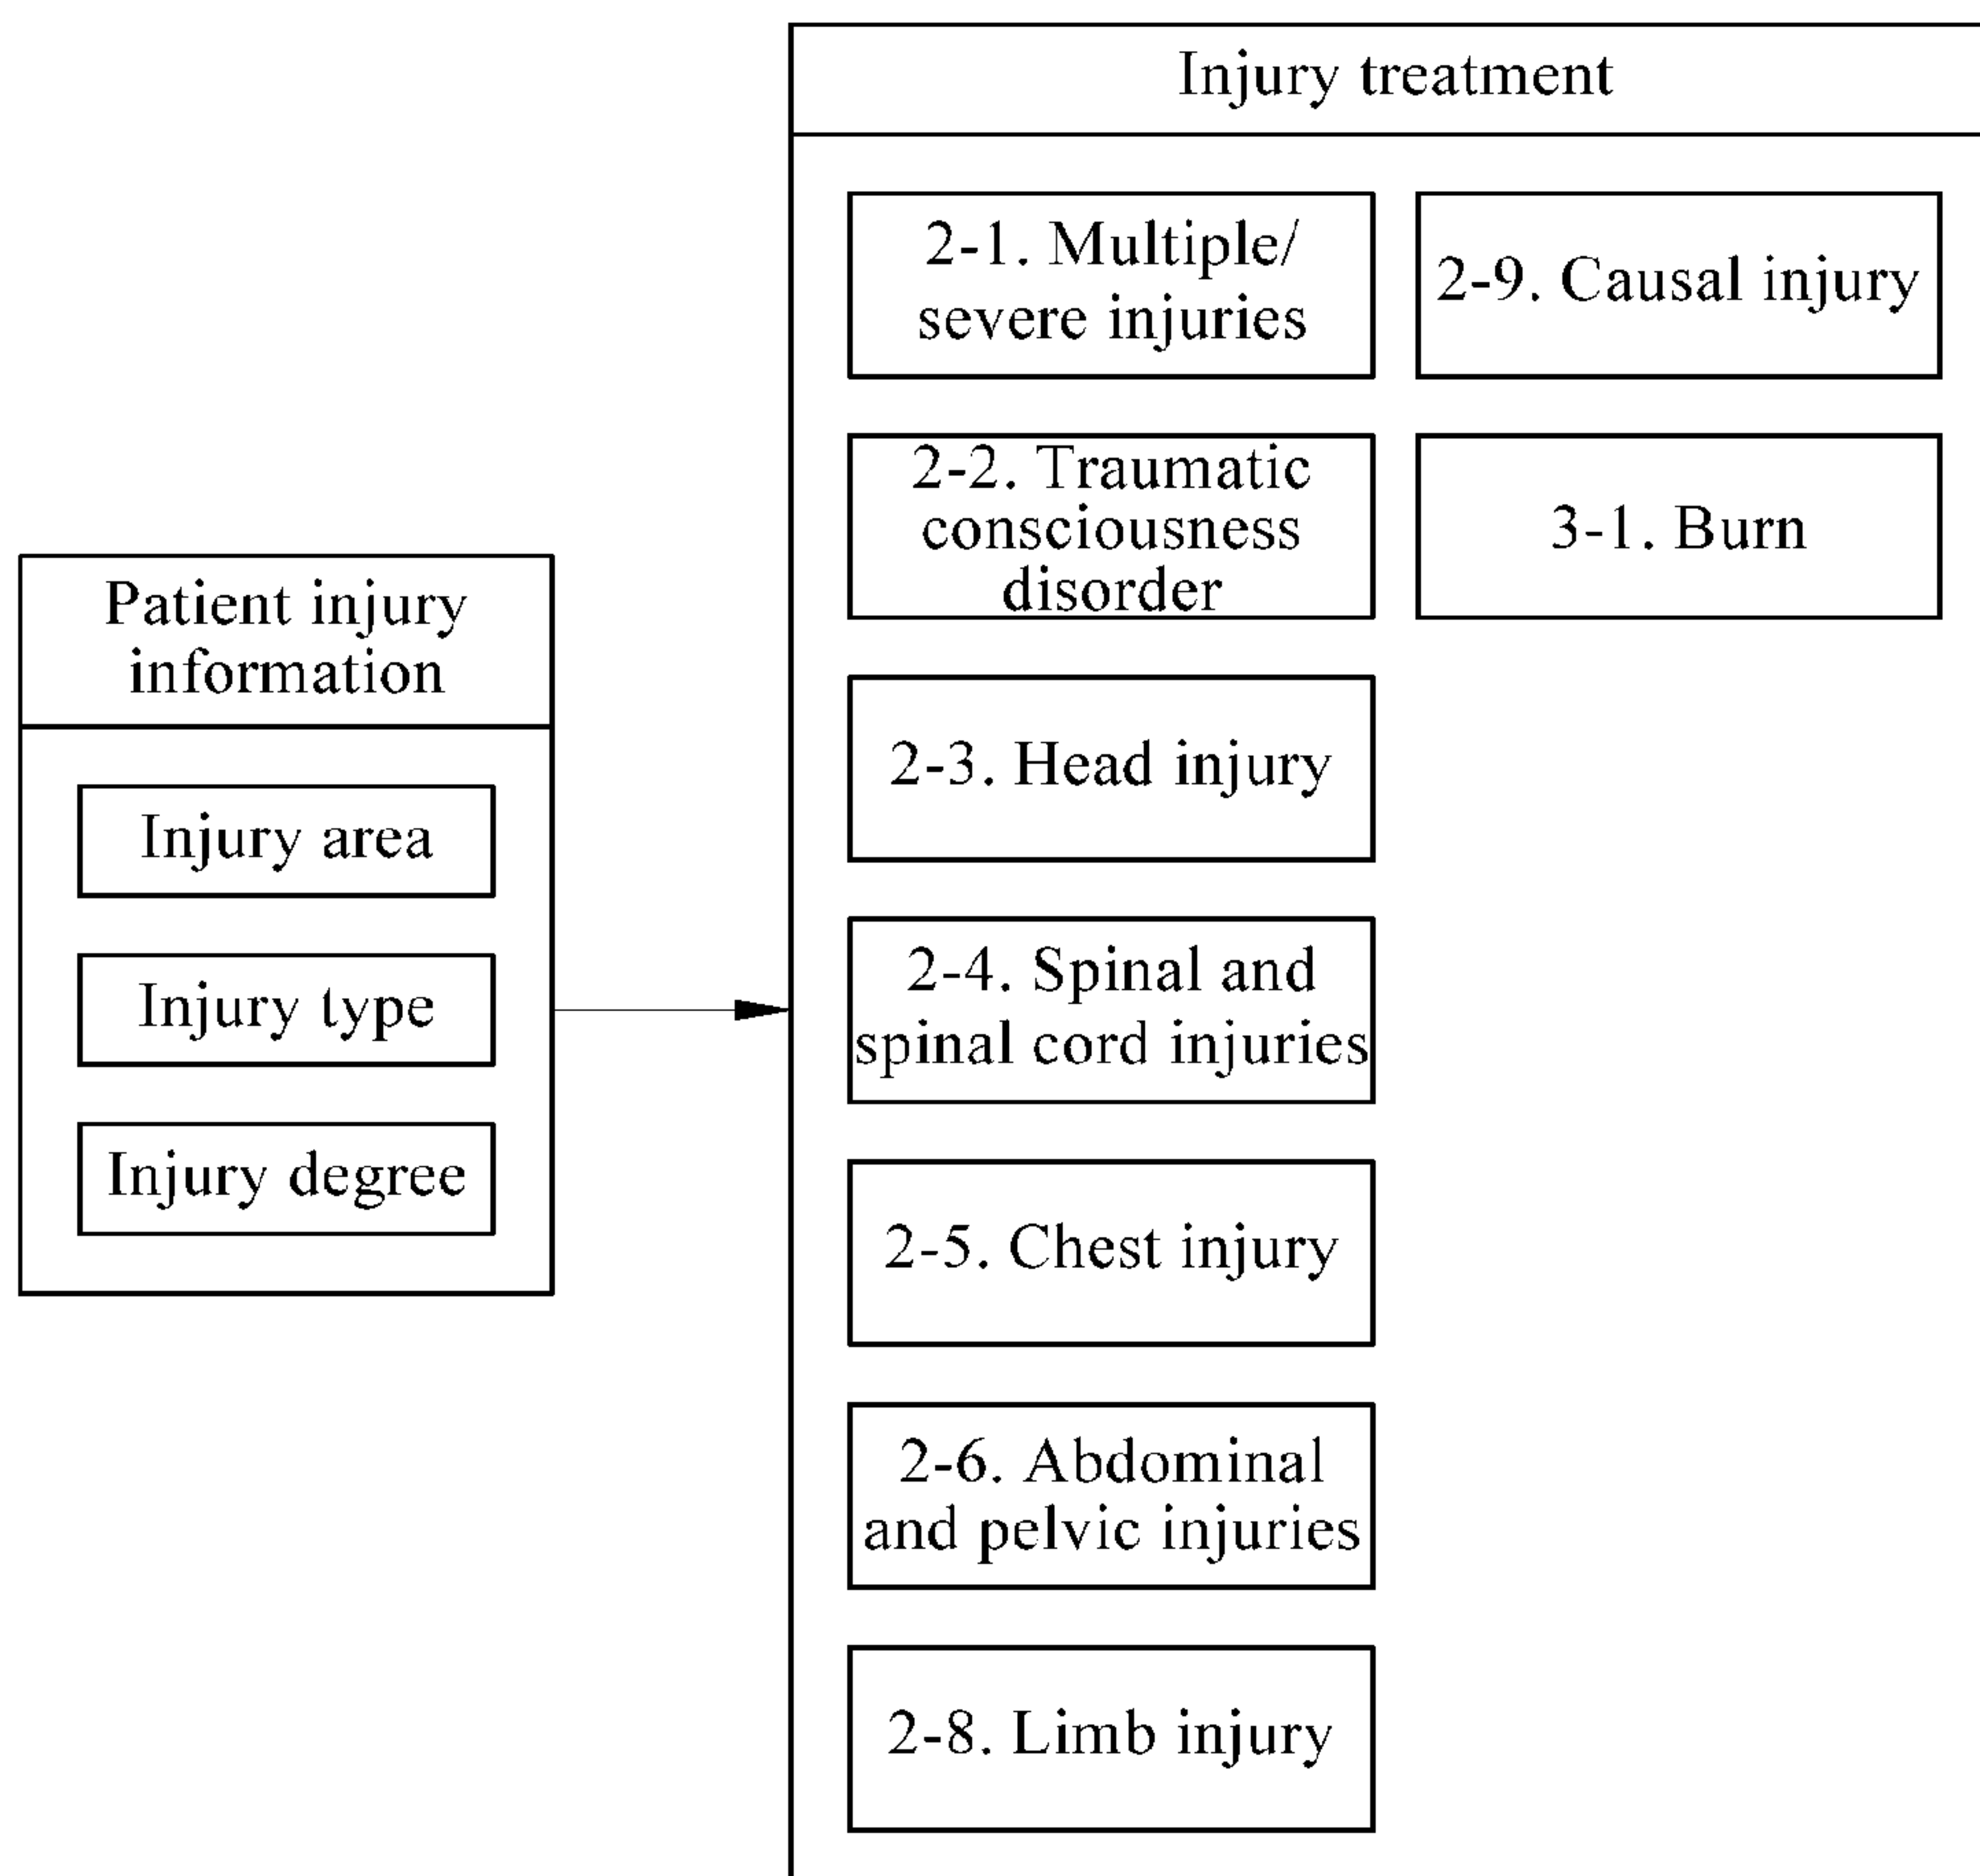 Injury treatment
2-1. Multiple/
severe injuries
2-9. Causal injury
2-2. Traumatic
consciousness
disorder
3-1. Burn
Patient injury
information
Injury area
Injury type
Injury degree
2-3. Head injury
2-4. Spinal and
spinal cord injuries
2-5. Chest injury
2-6. Abdominal
and pelvic injuries
2-8. Limb injury